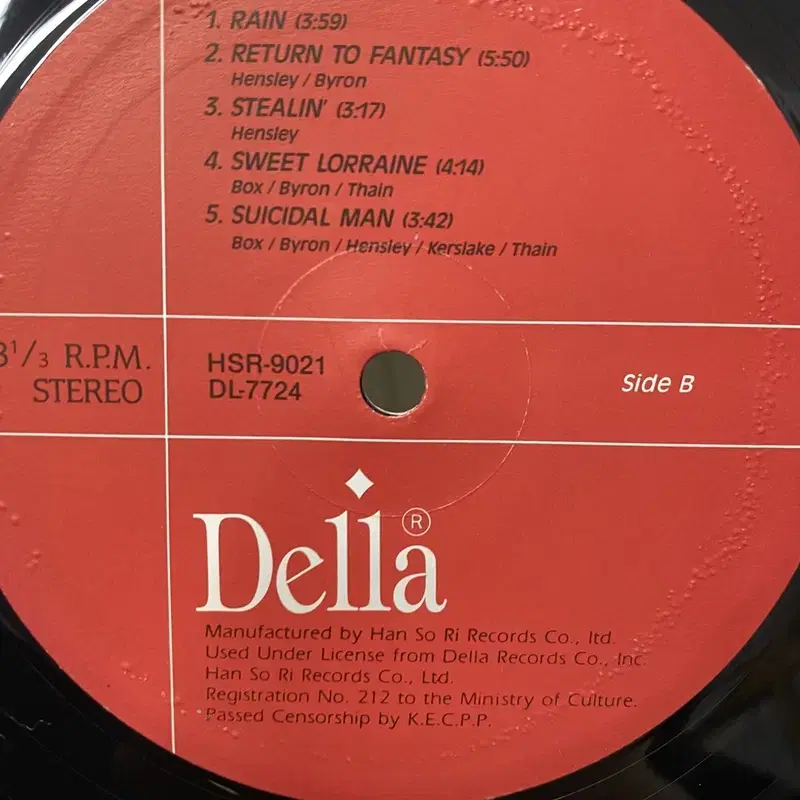 1. RAIN (3:59)
2. RETURN TO FANTASY (5:50)
Hensley / Byron
3. STEALIN' (3:17)
Hensley
4. SWEET LORRAINE (4:14)
Box / Byron / Thain
5. SUICIDAL MAN (3:42)
Box / Byron / Hensley / Kerslake / Thain
3 1/3 R.P.M.
STEREO
HSR-9021
DL-7724
Side B
Della ®
Manufactured by Han So Ri Records Co., ltd.
Used Under License from Della Records Co., Inc.
Han So Ri Records Co., Ltd.
Registration No. 212 to the Ministry of Culture.
Passed Censorship by K.E.C.P.P.